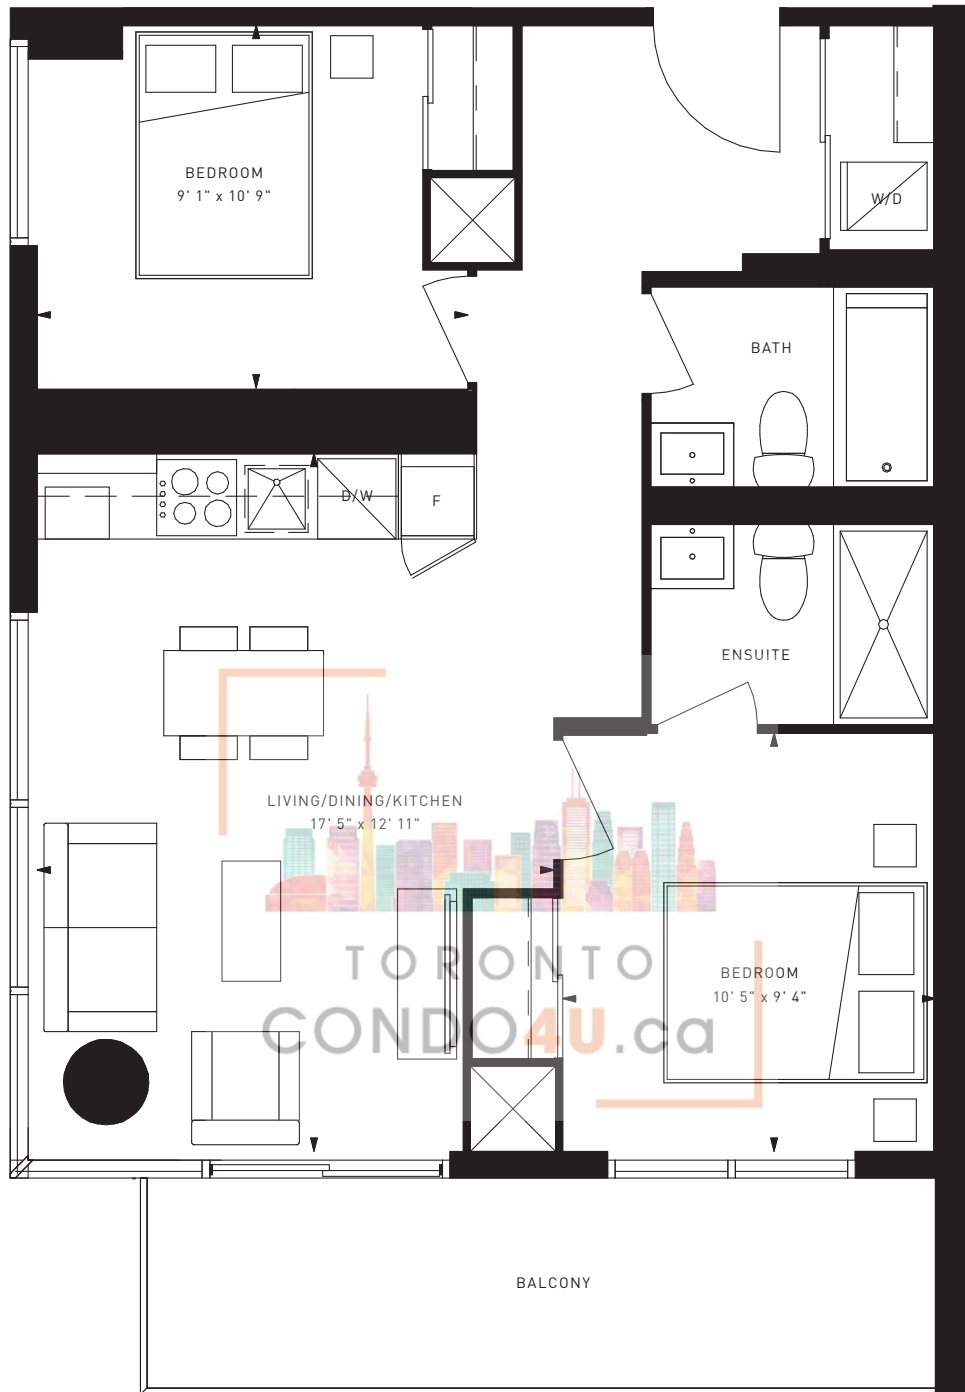 BEDROOM
9' 1" x 10' 9"
W/D
BATH
D/W
F
ENSUITE
LIVING/DINING/KITCHEN
17' 5" x 12' 11"
TORONTO
CONDO4U.ca
BEDROOM
10' 5" x 9' 4"
BALCONY